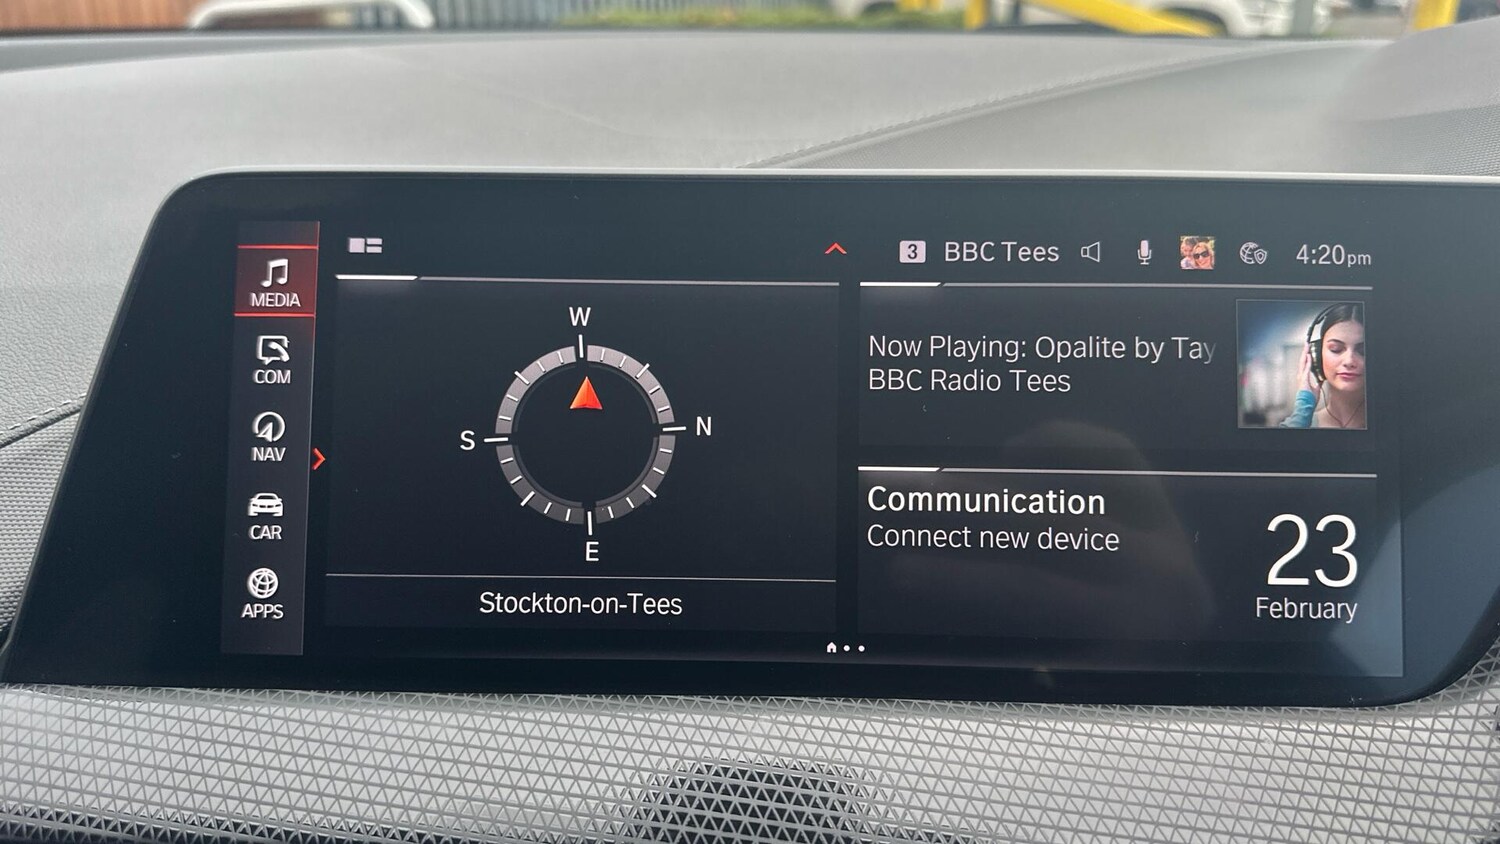 MEDIA
COM
NAV
CAR
APPS
3 BBC Tees 4:20pm
W
N
S
E
Stockton-on-Tees
Now Playing: Opalite by Tay
BBC Radio Tees
Communication
Connect new device
23
February